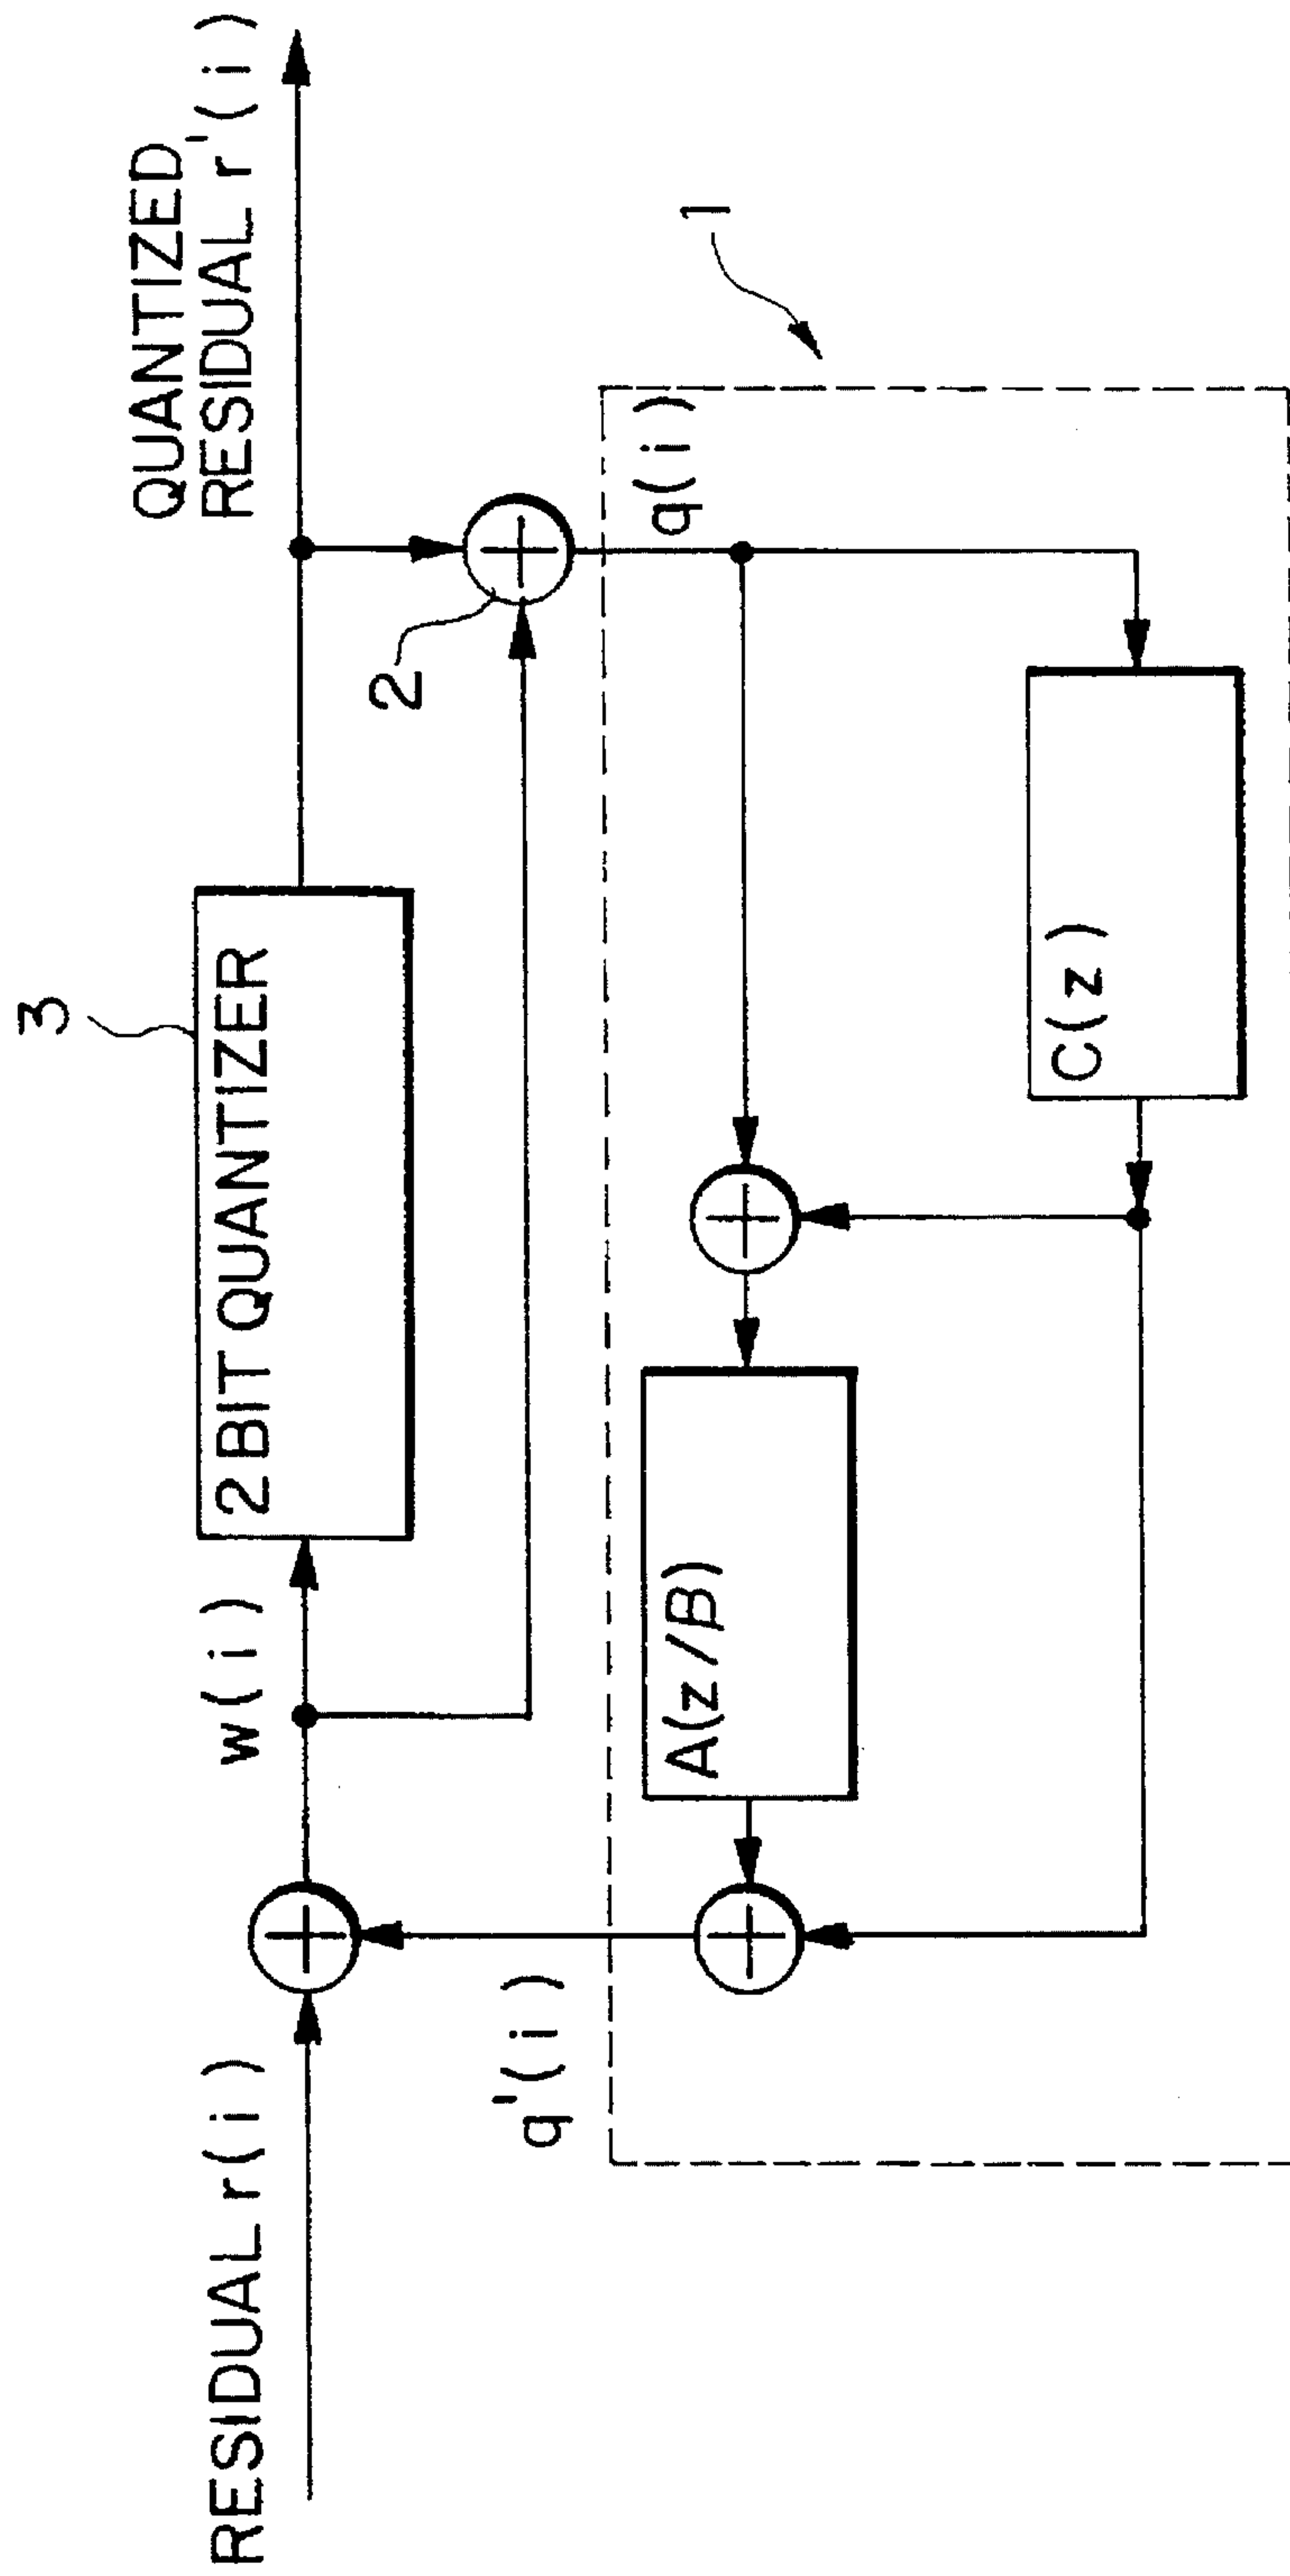 3
QUANTIZED
RESIDUAL r'(i)
RESIDUAL r(i)
w(i)
2 BIT QUANTIZER
2
q'(i)
q(i)
1
A(z/B)
C(z)